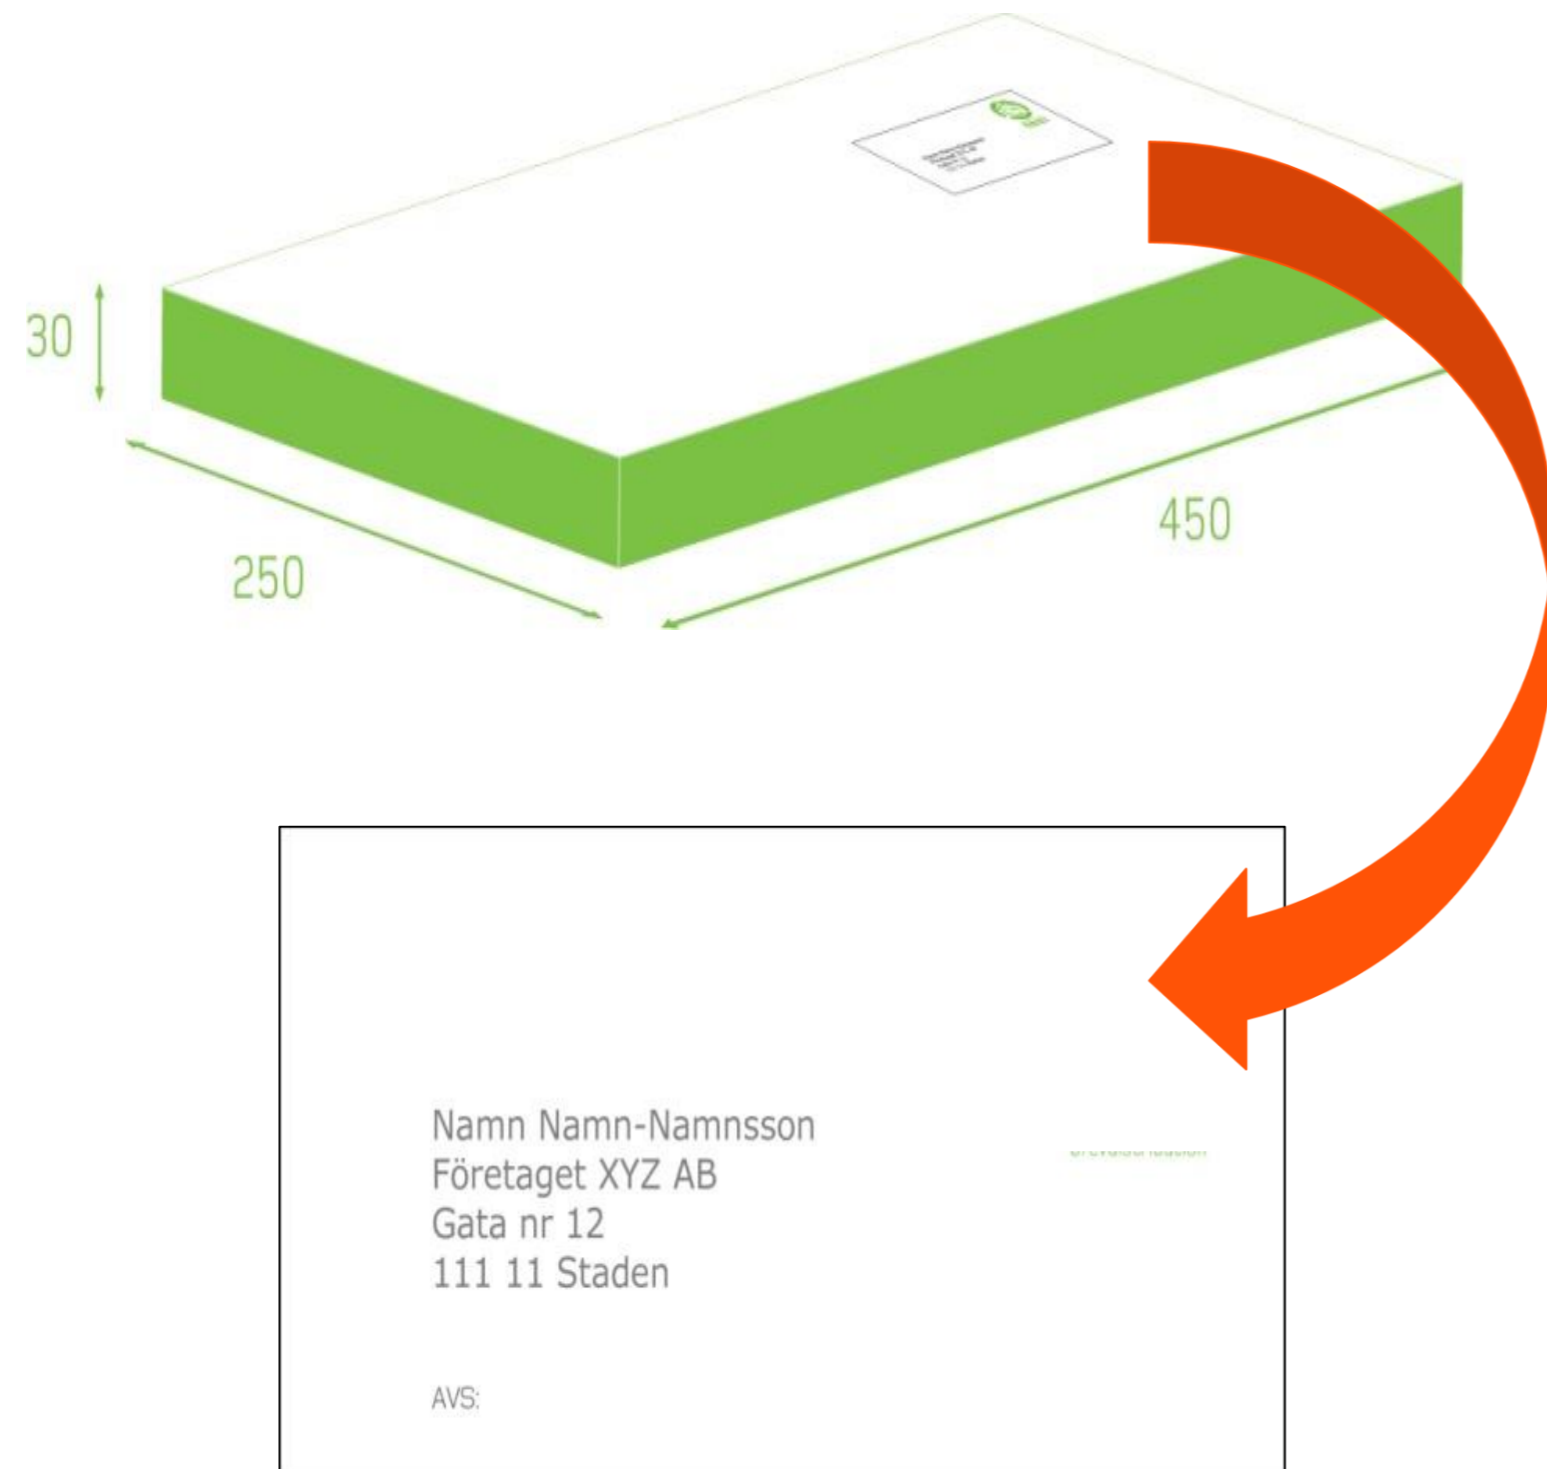 30
250
450
Namn Namn-Namnsson
Företaget XYZ AB
Gata nr 12
111 11 Staden
AVS: